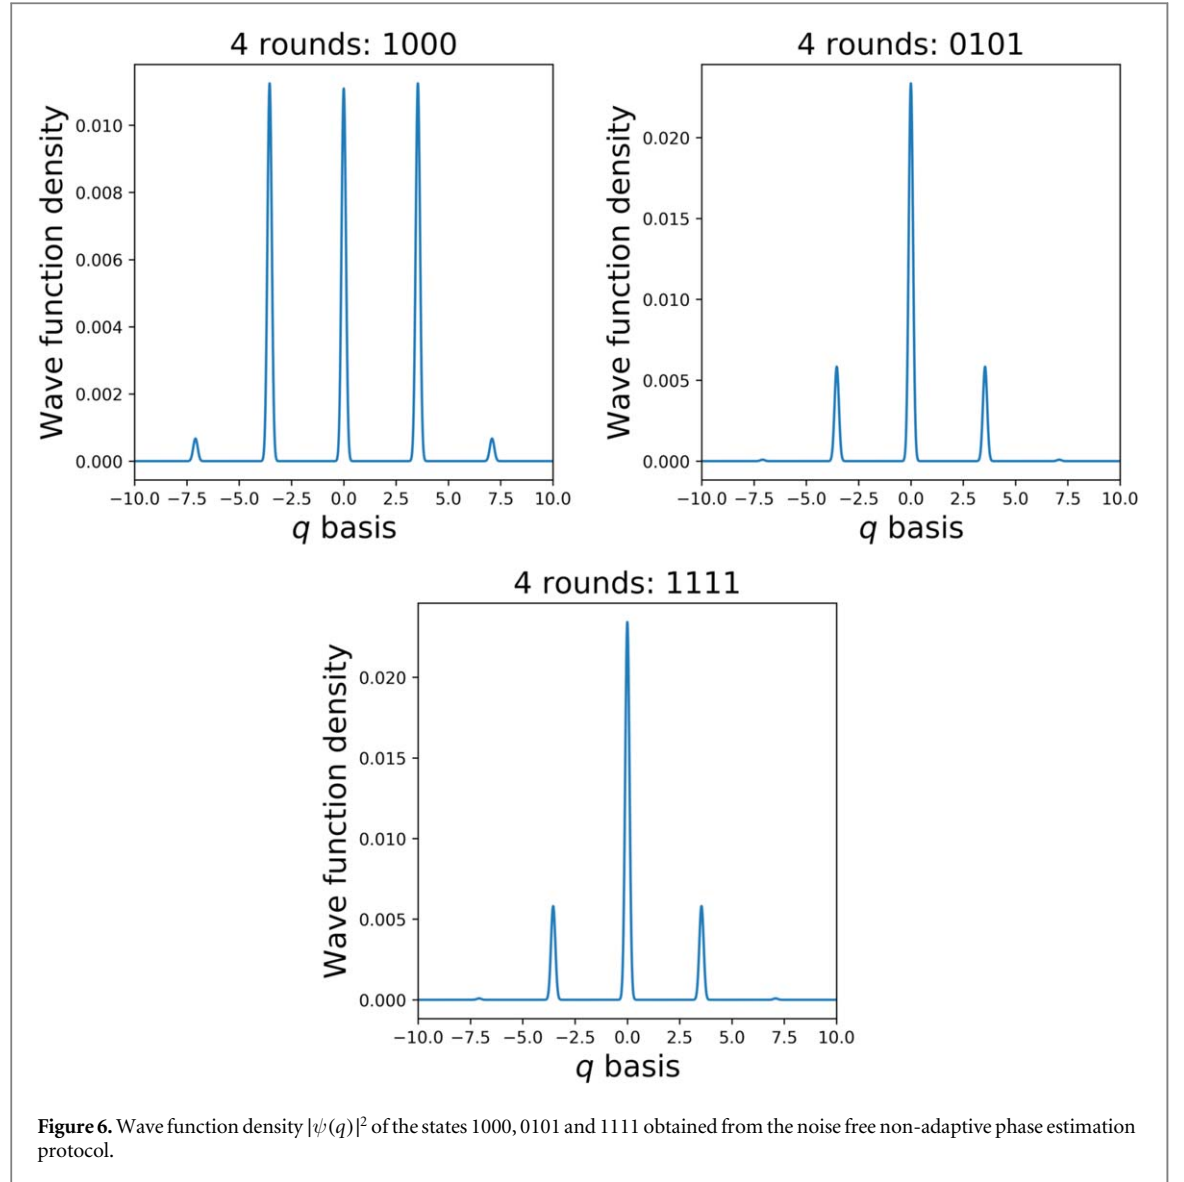 4 rounds: 1000
4 rounds: 0101
Wave function density
0.010
0.008
0.006
0.004
0.002
0.000
−10.0 −7.5 −5.0 −2.5 0.0 2.5 5.0 7.5 10.0
q basis
Wave function density
0.020
0.015
0.010
0.005
0.000
−10.0 −7.5 −5.0 −2.5 0.0 2.5 5.0 7.5 10.0
q basis
4 rounds: 1111
Wave function density
0.020
0.015
0.010
0.005
0.000
−10.0 −7.5 −5.0 −2.5 0.0 2.5 5.0 7.5 10.0
q basis
Figure 6. Wave function density |ψ(q)|² of the states 1000, 0101 and 1111 obtained from the noise free non-adaptive phase estimation
protocol.